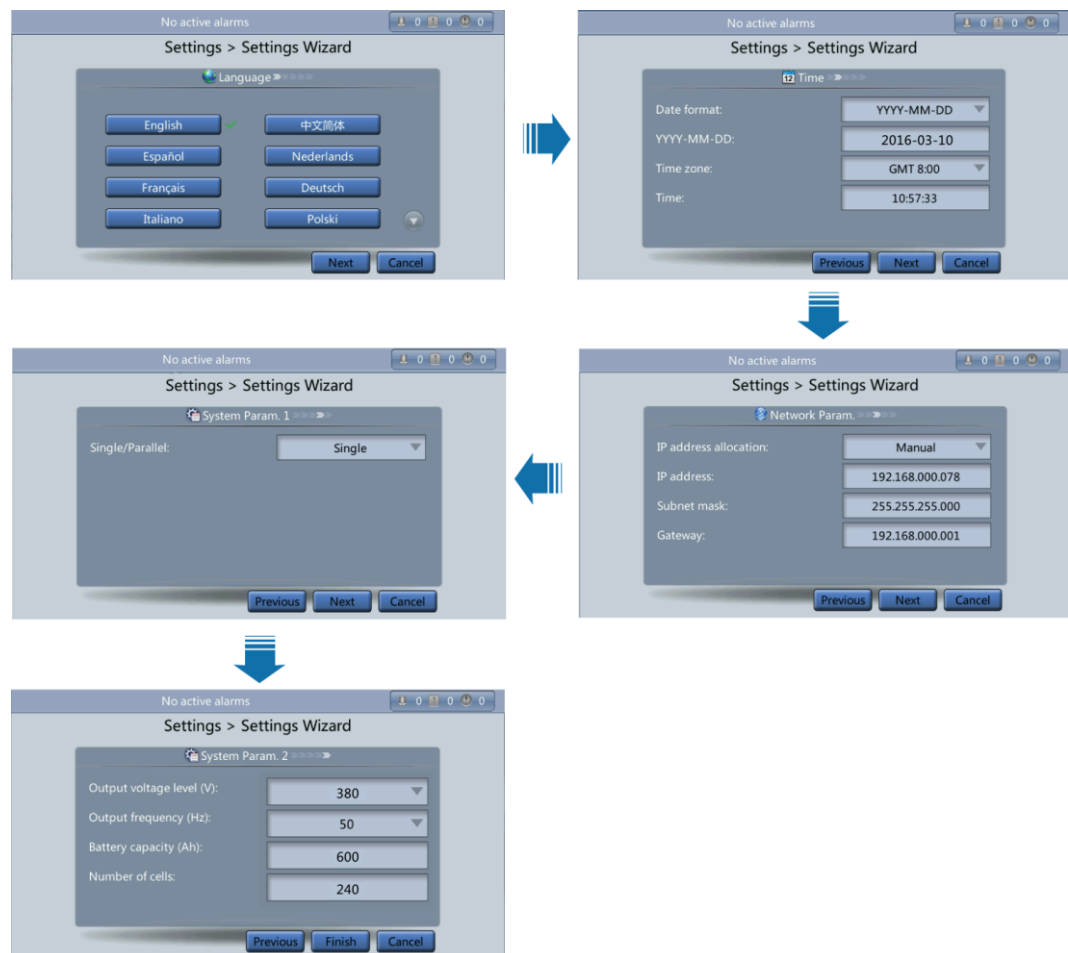 No active alarms 0 0 0
Settings > Settings Wizard
Language
English 中文简体
Español Nederlands
Français Deutsch
Italiano Polski
Next Cancel
No active alarms 0 0 0
Settings > Settings Wizard
12 Time
Date format: YYYY-MM-DD
YYYY-MM-DD: 2016-03-10
Time zone: GMT 8:00
Time: 10:57:33
Previous Next Cancel
No active alarms 0 0 0
Settings > Settings Wizard
Network Param.
IP address allocation: Manual
IP address: 192.168.000.078
Subnet mask: 255.255.255.000
Gateway: 192.168.000.001
Previous Next Cancel
No active alarms 0 0 0
Settings > Settings Wizard
System Param. 1
Single/Parallel: Single
Previous Next Cancel
No active alarms 0 0 0
Settings > Settings Wizard
System Param. 2
Output voltage level (V): 380
Output frequency (Hz): 50
Battery capacity (Ah): 600
Number of cells: 240
Previous Finish Cancel